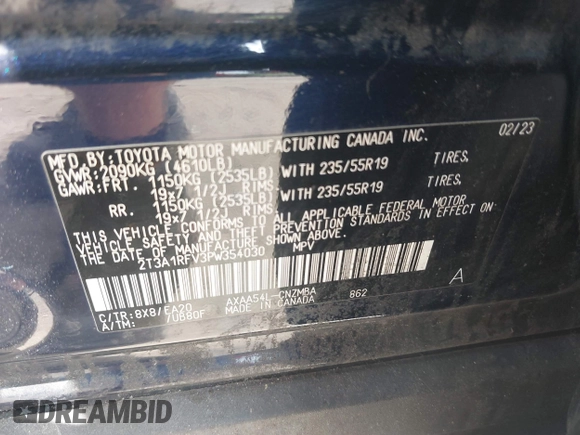 MFD.BY:TOYOTA MOTOR MANUFACTURING CANADA INC. 02/23
GVWR:2090KG (4610LB)
GAWR:FRT. 1150KG (2535LB) WITH 235/55R19 TIRES,
19x7 1/2J RIMS,
RR. 1150KG (2535LB) WITH 235/55R19 TIRES,
19x7 1/2J RIMS,
THIS VEHICLE CONFORMS TO ALL APPLICABLE FEDERAL MOTOR
VEHICLE SAFETY AND THEFT PREVENTION STANDARDS IN EFFECT ON
THE DATE OF MANUFACTURE SHOWN ABOVE.
2T3A1RFV3PW354030 MPV
A
C/TR:8X8/EA20 AXAA54L-CNZMBA 862
A/TM: /UB80F MADE IN CANADA
DREAMBID